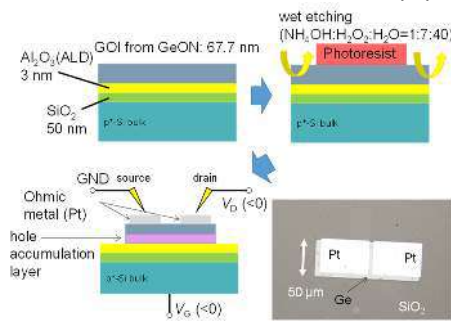 GOI from GeON: 67.7 nm
Al₂O₃(ALD)
3 nm
SiO₂
50 nm
p⁺-Si bulk
wet etching
(NH₄OH:H₂O₂:H₂O=1:7:40)
Photoresist
p⁺-Si bulk
GND
source
drain
Ohmic
metal (Pt)
V_D (<0)
hole
accumulation
layer
p⁺-Si bulk
V_G (<0)
Pt
Pt
50 μm
Ge
SiO₂